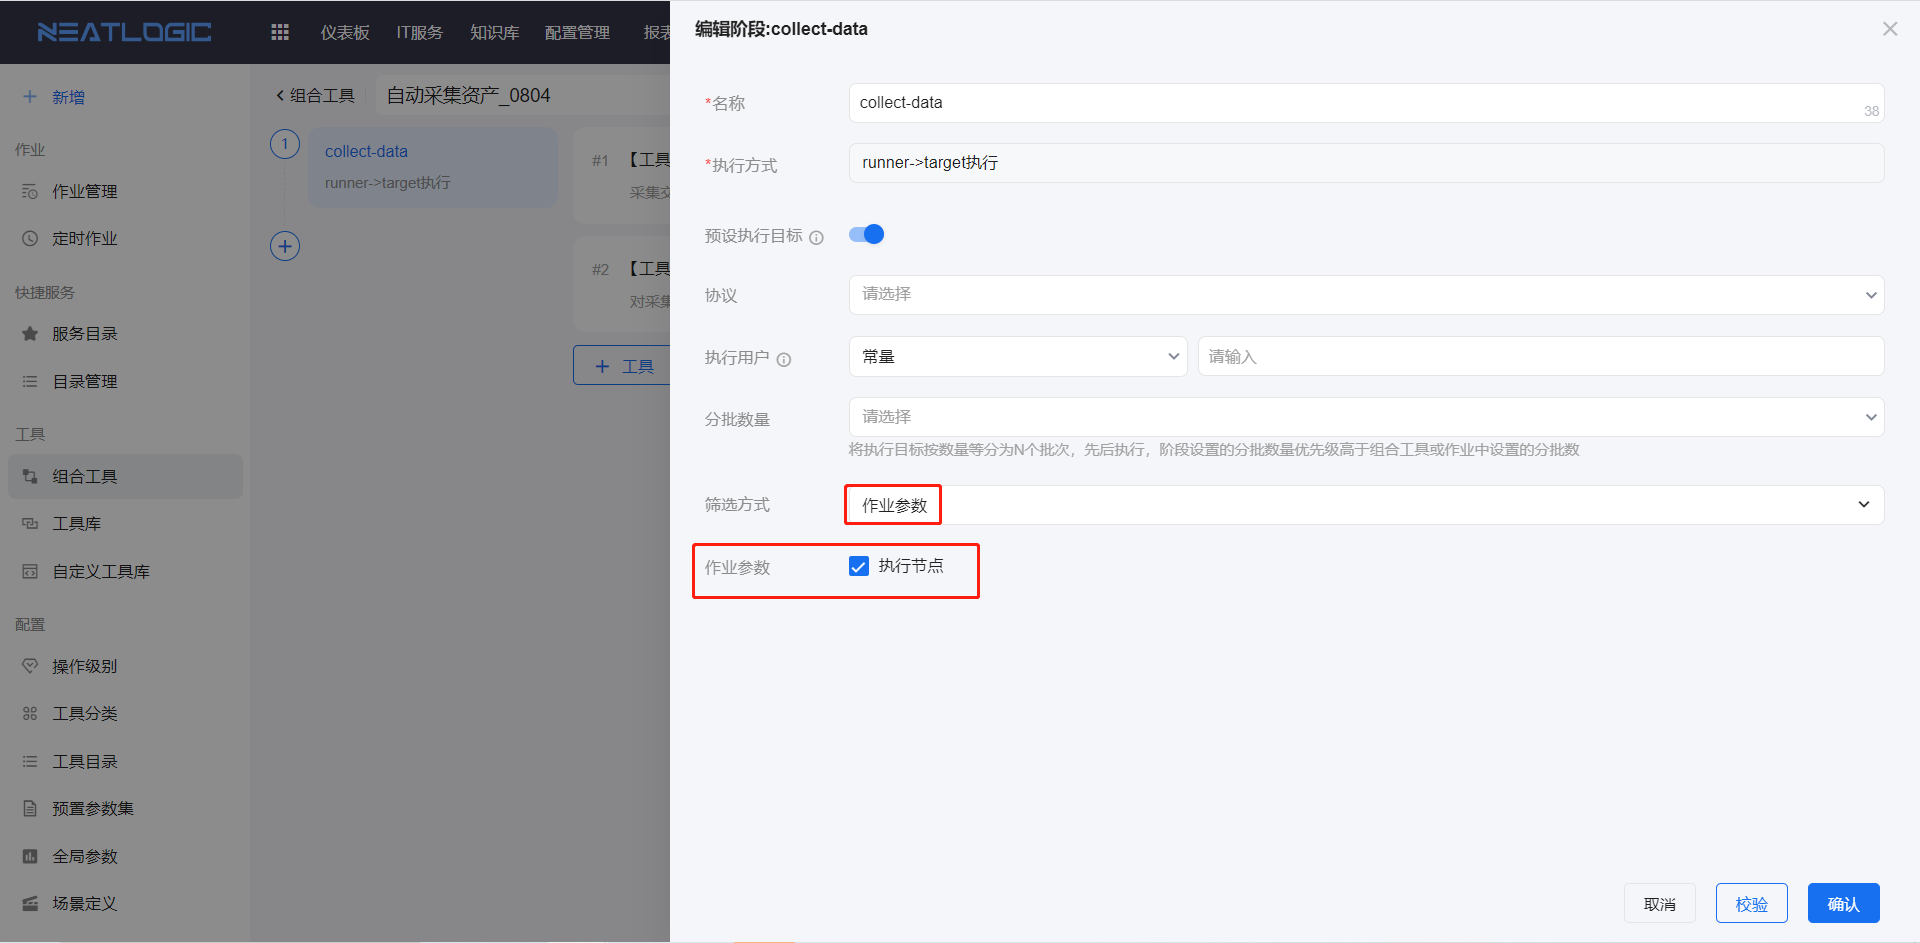 NEATLOGIC
仪表板
IT服务
知识库
配置管理
报表
新增
作业
作业管理
定时作业
快捷服务
服务目录
目录管理
工具
组合工具
工具库
自定义工具库
配置
操作级别
工具分类
工具目录
预置参数集
全局参数
场景定义
组合工具
自动采集资产_0804
1
collect-data
runner->target执行
#1 【工具
采集交
#2 【工具
对采集
工具
编辑阶段:collect-data
*名称
collect-data
38
*执行方式
runner->target执行
预设执行目标
协议
请选择
执行用户
常量
请输入
分批数量
请选择
将执行目标按数量等分为N个批次，先后执行，阶段设置的分批数量优先级高于组合工具或作业中设置的分批数
筛选方式
作业参数
作业参数
执行节点
取消
校验
确认